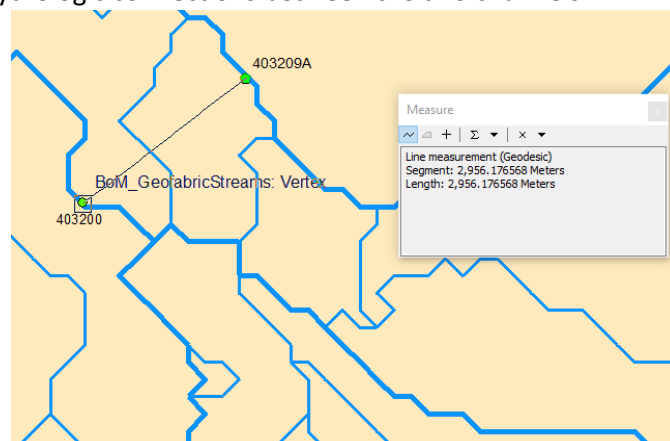 403209A
Measure
Line measurement (Geodesic)
Segment: 2,956.176568 Meters
Length: 2,956.176568 Meters
BoM_GeofabricStreams: Vertex
403200